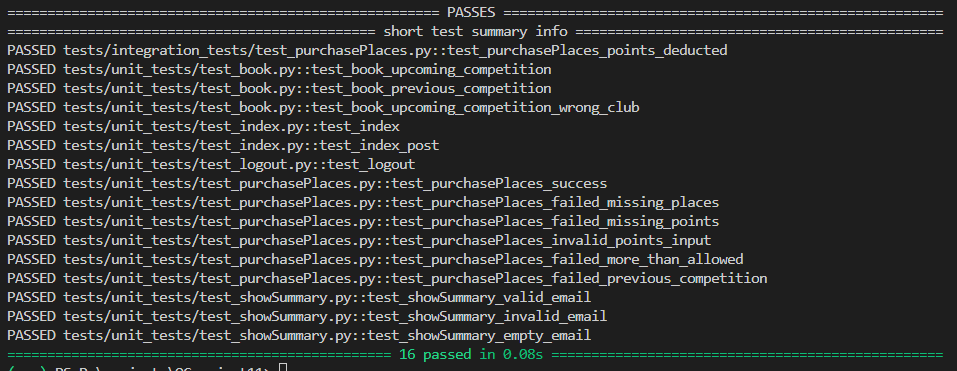 ====================================================== PASSES =======================================================
============================================== short test summary info ==============================================
PASSED tests/integration_tests/test_purchasePlaces.py::test_purchasePlaces_points_deducted
PASSED tests/unit_tests/test_book.py::test_book_upcoming_competition
PASSED tests/unit_tests/test_book.py::test_book_previous_competition
PASSED tests/unit_tests/test_book.py::test_book_upcoming_competition_wrong_club
PASSED tests/unit_tests/test_index.py::test_index
PASSED tests/unit_tests/test_index.py::test_index_post
PASSED tests/unit_tests/test_logout.py::test_logout
PASSED tests/unit_tests/test_purchasePlaces.py::test_purchasePlaces_success
PASSED tests/unit_tests/test_purchasePlaces.py::test_purchasePlaces_failed_missing_places
PASSED tests/unit_tests/test_purchasePlaces.py::test_purchasePlaces_failed_missing_points
PASSED tests/unit_tests/test_purchasePlaces.py::test_purchasePlaces_invalid_points_input
PASSED tests/unit_tests/test_purchasePlaces.py::test_purchasePlaces_failed_more_than_allowed
PASSED tests/unit_tests/test_purchasePlaces.py::test_purchasePlaces_failed_previous_competition
PASSED tests/unit_tests/test_showSummary.py::test_showSummary_valid_email
PASSED tests/unit_tests/test_showSummary.py::test_showSummary_invalid_email
PASSED tests/unit_tests/test_showSummary.py::test_showSummary_empty_email
================================================ 16 passed in 0.08s =================================================